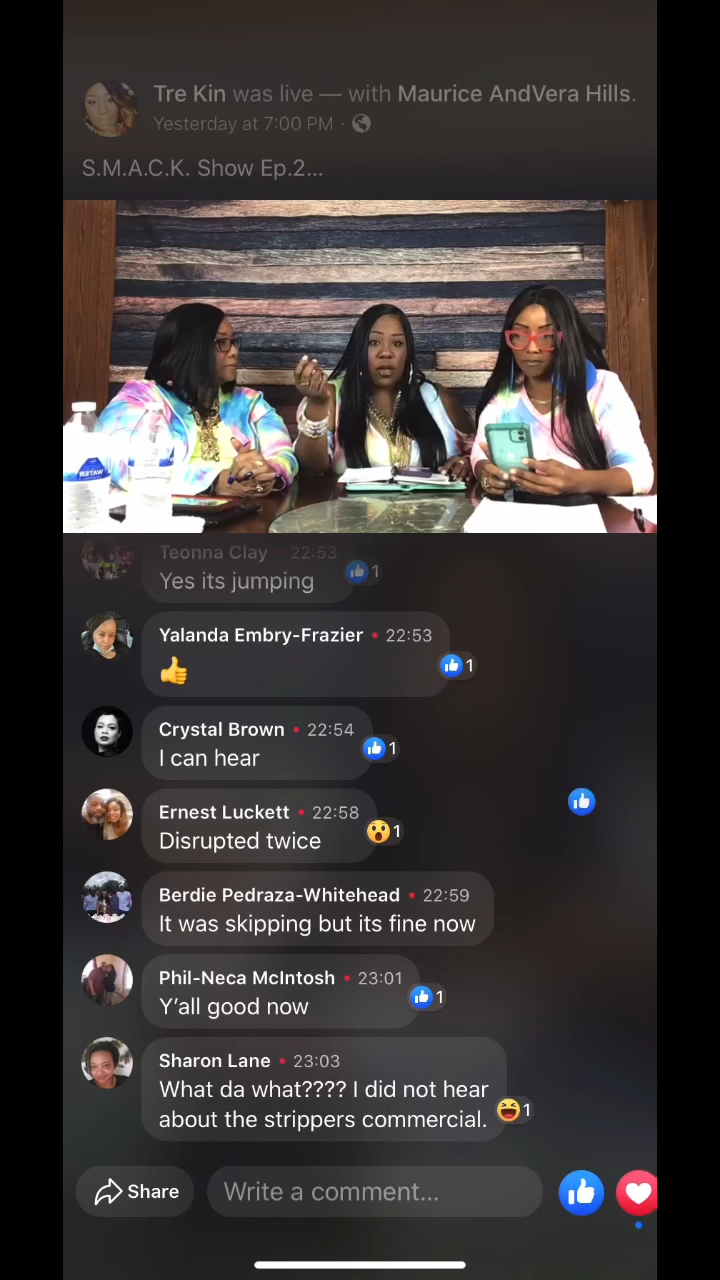 Tre Kin was live — with Maurice AndVera Hills.
Yesterday at 7:00 PM ·
S.M.A.C.K. Show Ep.2...
WATER
Teonna Clay • 22:53
Yes its jumping
1
Yalanda Embry-Frazier • 22:53
👍
1
Crystal Brown • 22:54
I can hear
1
Ernest Luckett • 22:58
Disrupted twice
1
Berdie Pedraza-Whitehead • 22:59
It was skipping but its fine now
Phil-Neca McIntosh • 23:01
Y’all good now
1
Sharon Lane • 23:03
What da what???? I did not hear
about the strippers commercial.
1
Share
Write a comment...